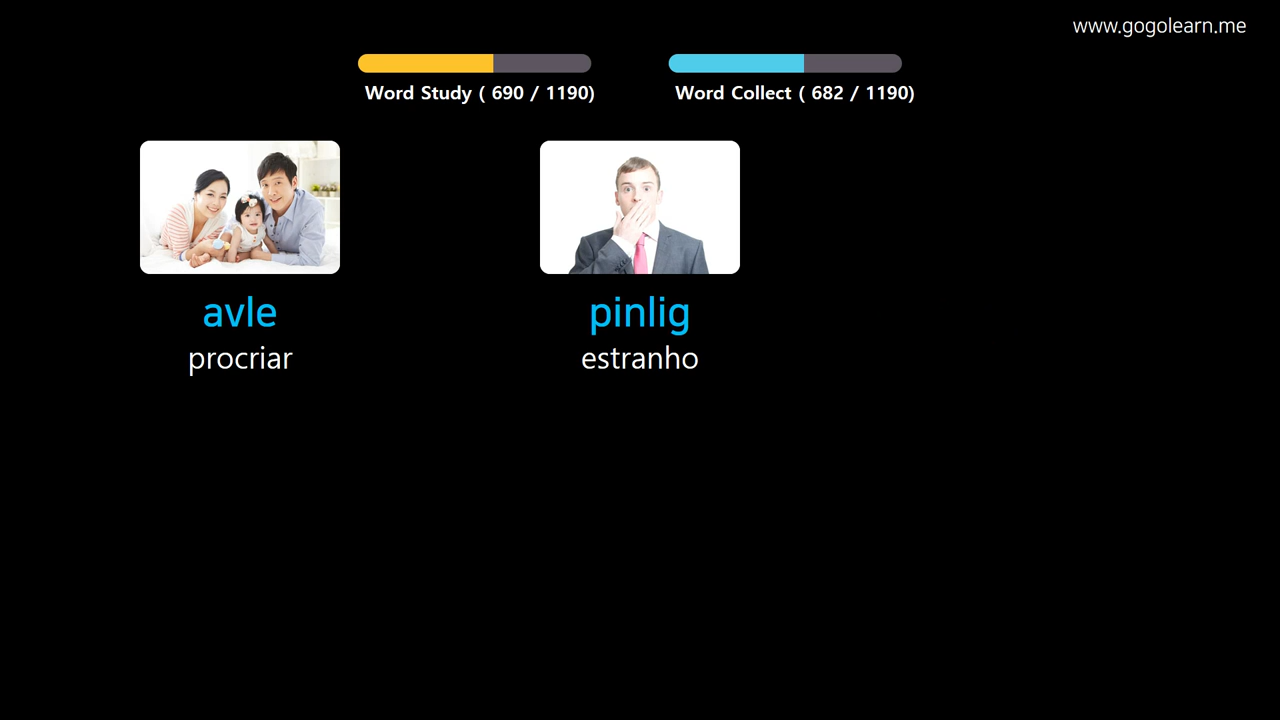 www.gogolearn.me
Word Study ( 690 / 1190)
Word Collect ( 682 / 1190)
avle
procriar
pinlig
estranho